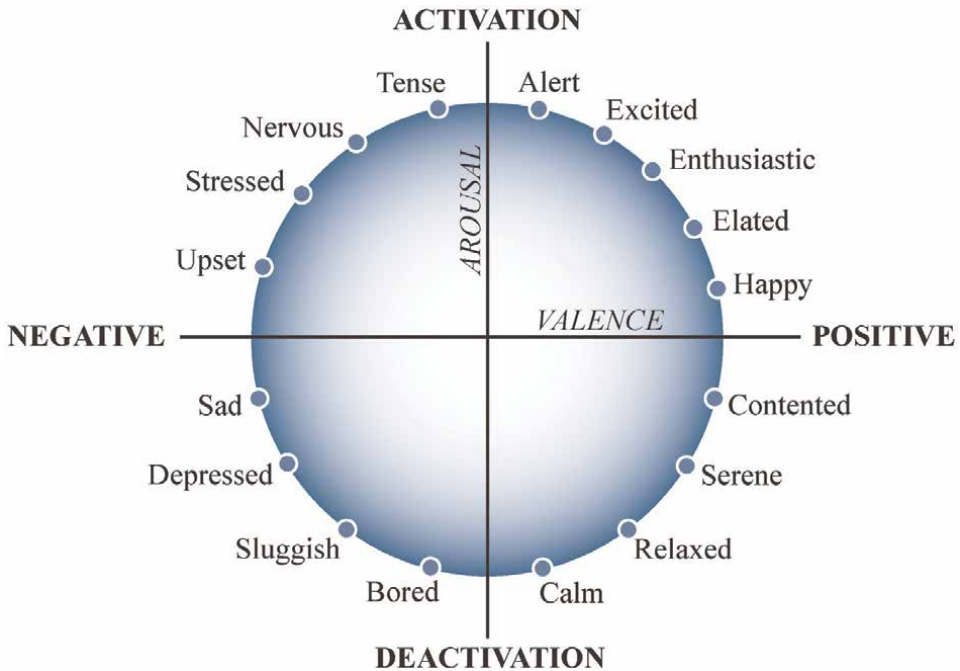 ACTIVATION
Tense
Alert
Nervous
Excited
Stressed
Enthusiastic
AROUSAL
Upset
Elated
Happy
NEGATIVE
VALENCE
POSITIVE
Sad
Contented
Depressed
Serene
Sluggish
Relaxed
Bored
Calm
DEACTIVATION